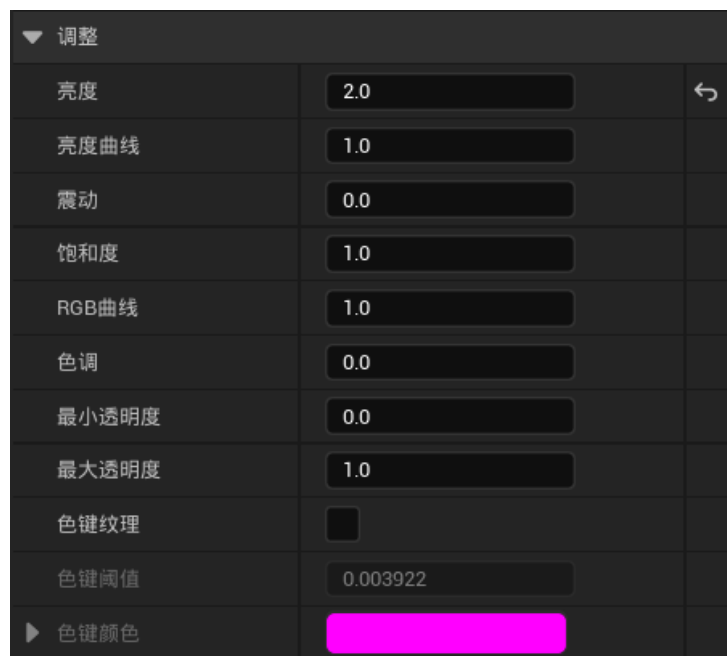 调整
亮度 2.0
亮度曲线 1.0
震动 0.0
饱和度 1.0
RGB曲线 1.0
色调 0.0
最小透明度 0.0
最大透明度 1.0
色键纹理
色键阈值 0.003922
色键颜色